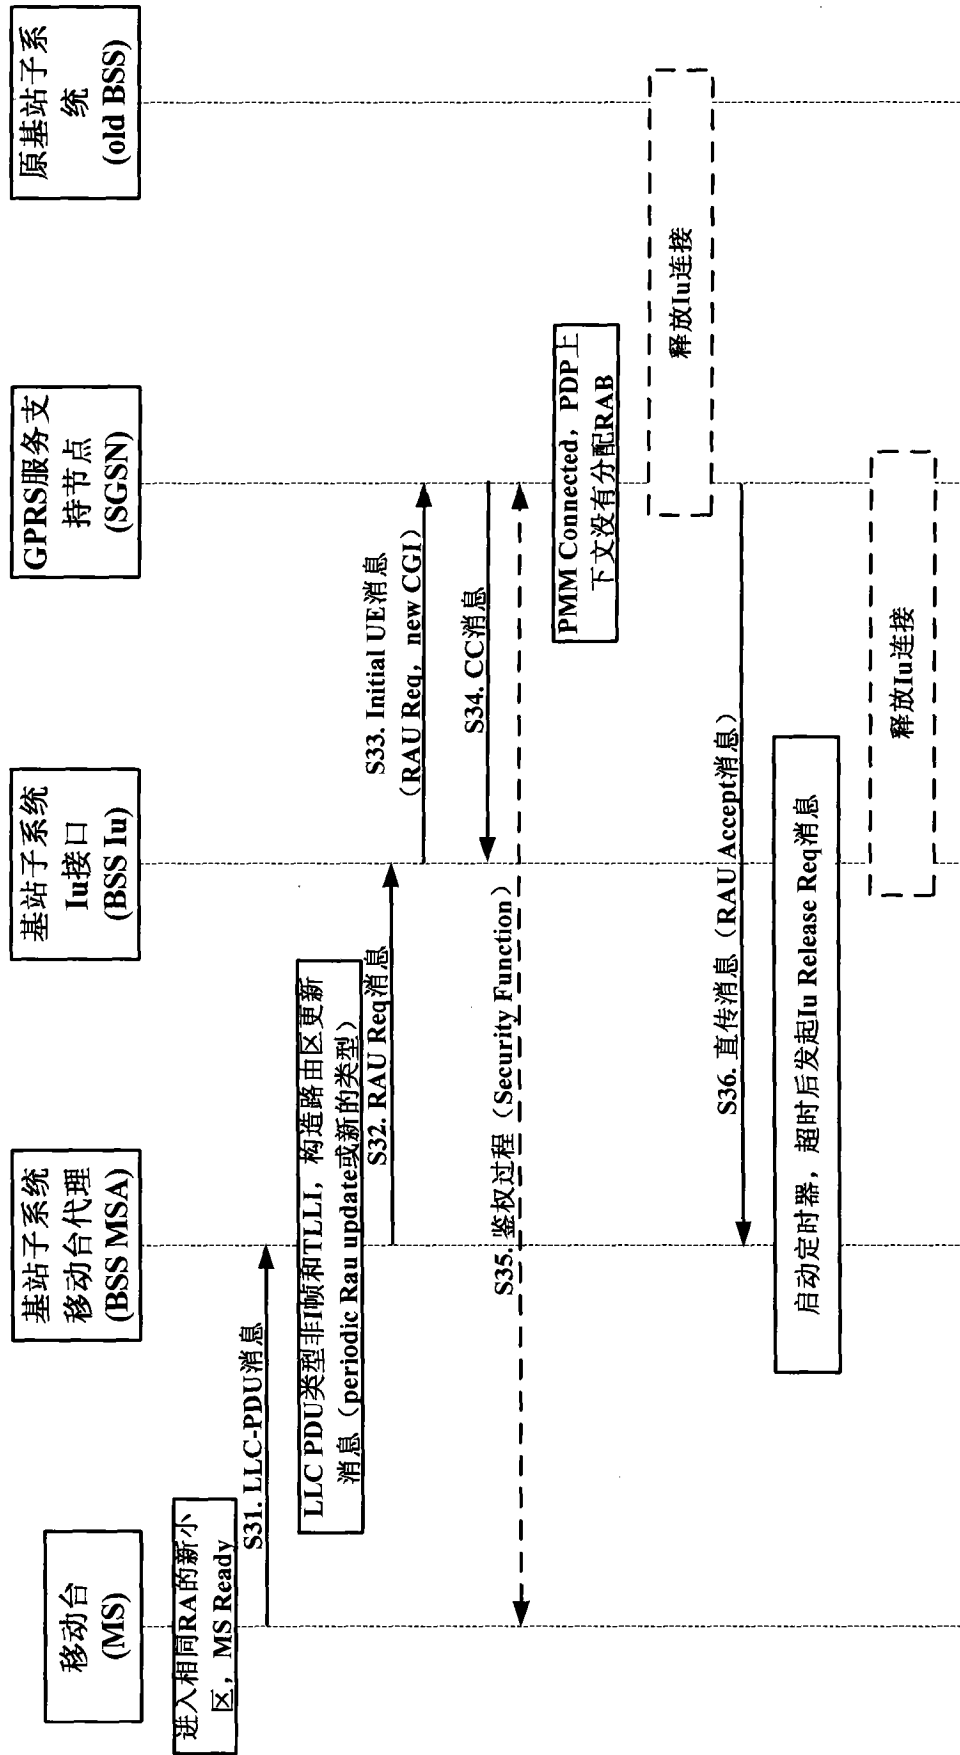 移动台
(MS)
基站子系统
移动台代理
(BSS MSA)
基站子系统
Iu接口
(BSS Iu)
GPRS服务支
持节点
(SGSN)
原基站子系
统
(old BSS)
进入相同RA的新小
区，MS Ready
S31. LLC-PDU消息
LLC PDU类型非I帧和TLLI，构造路由区更新
消息（periodic Rau update或新的类型）
S32. RAU Req消息
S33. Initial UE消息
（RAU Req，new CGI）
S34. CC消息
S35. 鉴权过程（Security Function）
PMM Connected，PDP上
下文没有分配RAB
释放Iu连接
S36. 直传消息（RAU Accept消息）
启动定时器，超时后发起Iu Release Req消息
释放Iu连接